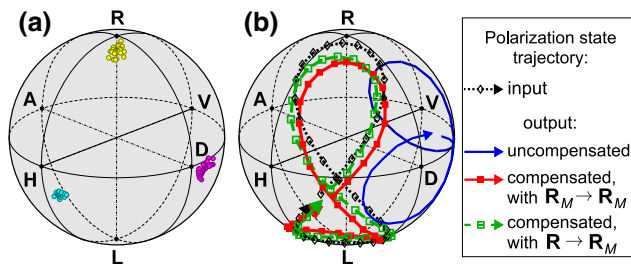 (a)
R
A
V
H
D
L
(b)
R
A
V
H
D
L
Polarization state
trajectory:
input
output:
uncompensated
compensated,
with R_M → R_M
compensated,
with R → R_M